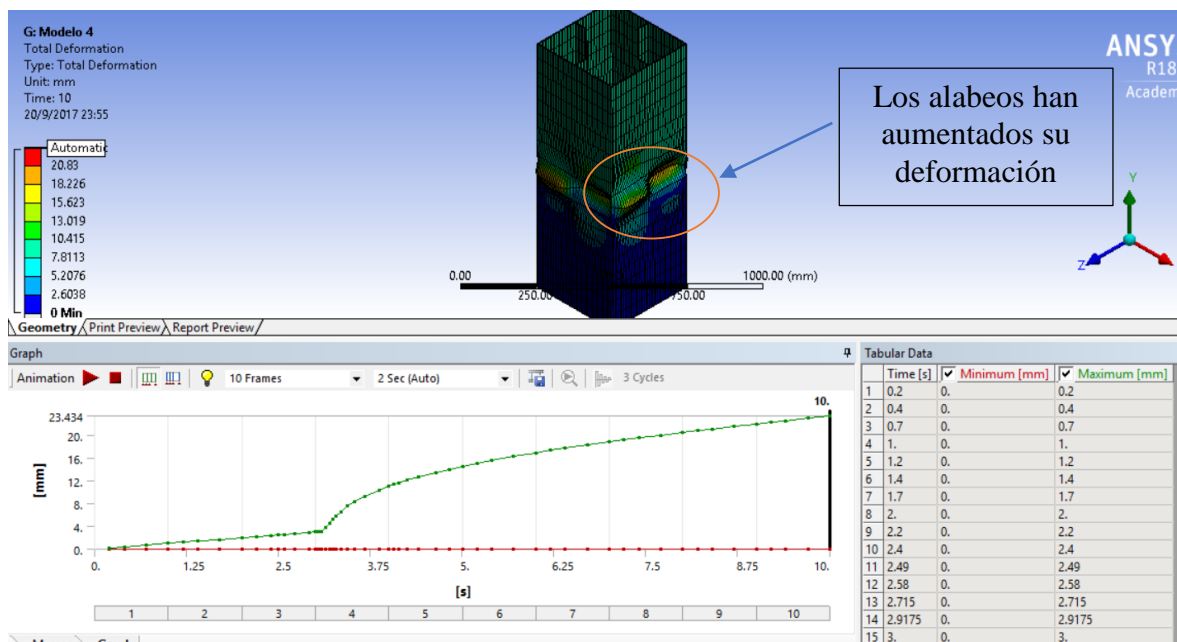 G: Modelo 4
Total Deformation
Type: Total Deformation
Unit: mm
Time: 10
20/9/2017 23:55
Automatic
20.83
18.226
15.623
13.019
10.415
7.8113
5.2076
2.6038
0 Min
ANSY
R18
Academ
Los alabeos han
aumentados su
deformación
Y
Z
0.00
1000.00 (mm)
250.00
750.00
Geometry Print Preview Report Preview
Graph
Animation
10 Frames
2 Sec (Auto)
3 Cycles
10.
23.434
20.
16.
12.
8.
4.
0.
[mm]
0. 1.25 2.5 3.75 5. 6.25 7.5 8.75 10.
[s]
1 2 3 4 5 6 7 8 9 10
Tabular Data
Time [s] Minimum [mm] Maximum [mm]
1 0.2 0. 0.2
2 0.4 0. 0.4
3 0.7 0. 0.7
4 1. 0. 1.
5 1.2 0. 1.2
6 1.4 0. 1.4
7 1.7 0. 1.7
8 2. 0. 2.
9 2.2 0. 2.2
10 2.4 0. 2.4
11 2.49 0. 2.49
12 2.58 0. 2.58
13 2.715 0. 2.715
14 2.9175 0. 2.9175
15 3. 0. 3.